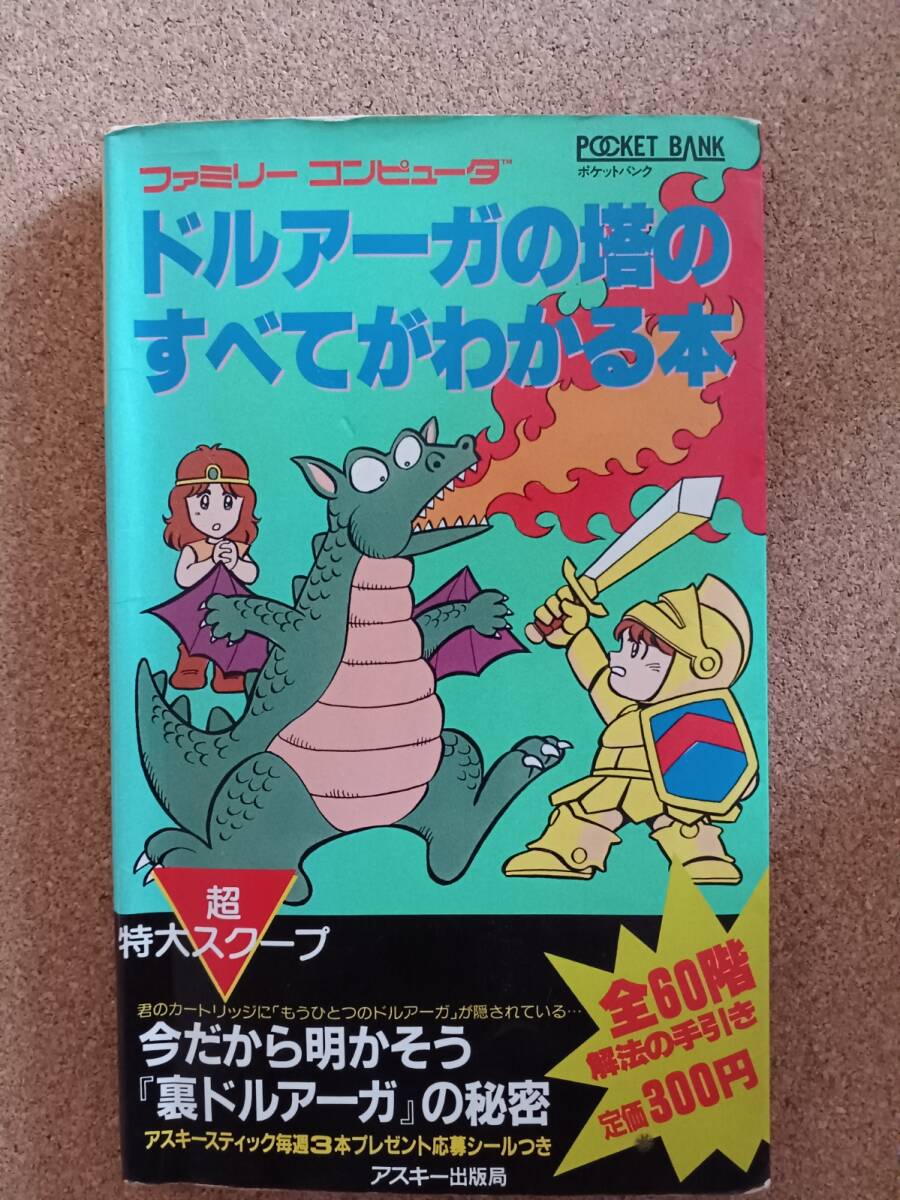 POCKET BANK
ポケットバンク
ファミリー コンピュータ™
ドルアーガの塔の
すべてがわかる本
超
特大スクープ
君のカートリッジに「もうひとつのドルアーガ」が隠されている…
今だから明かそう
『裏ドルアーガ』の秘密
アスキースティック毎週3本プレゼント応募シールつき
アスキー出版局
全60階
解法の手引き
定価300円